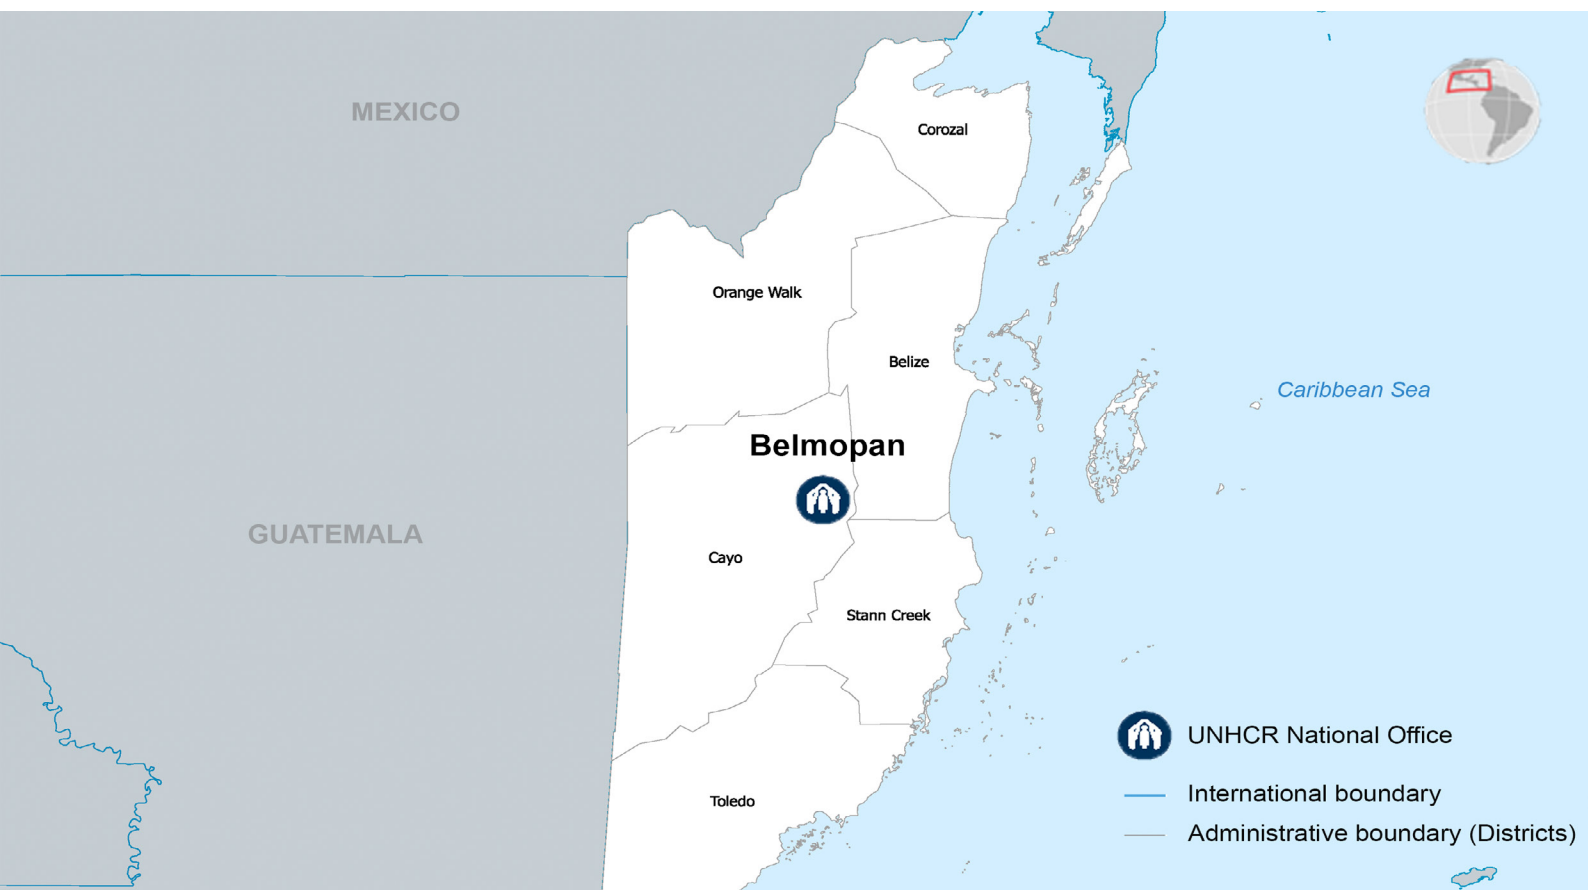 MEXICO
Corozal
Orange Walk
Belize
Caribbean Sea
Belmopan
GUATEMALA
Cayo
Stann Creek
UNHCR National Office
International boundary
Toledo
Administrative boundary (Districts)